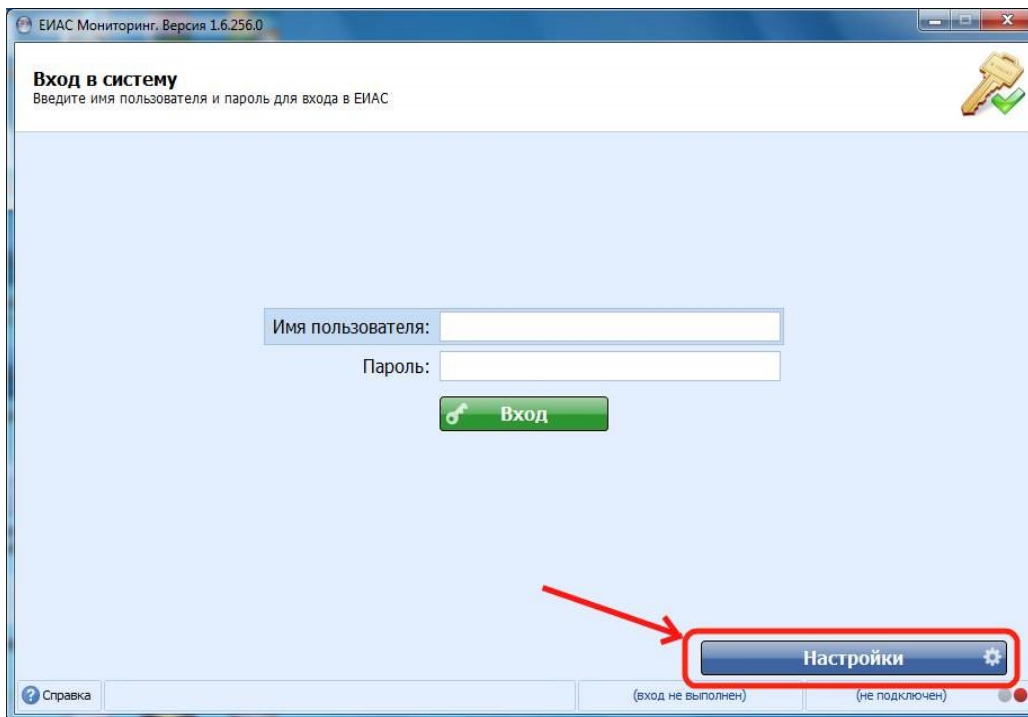 ЕИАС Мониторинг. Версия 1.6.256.0
Вход в систему
Введите имя пользователя и пароль для входа в ЕИАС
Имя пользователя:
Пароль:
Вход
Настройки
Справка
(вход не выполнен)
(не подключен)